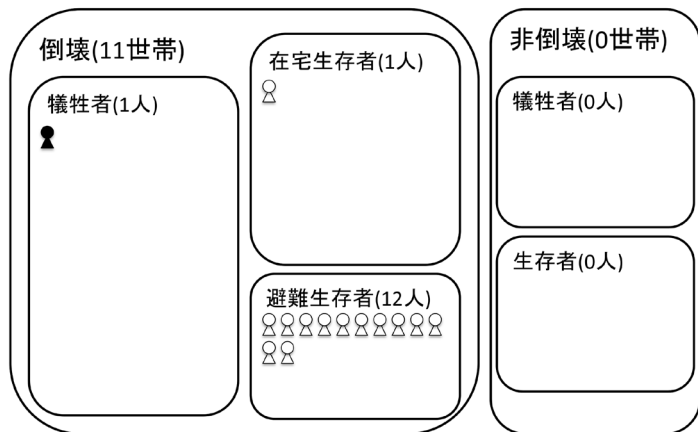 倒壊(11世帯)
犠牲者(1人)
在宅生存者(1人)
避難生存者(12人)
非倒壊(0世帯)
犠牲者(0人)
生存者(0人)